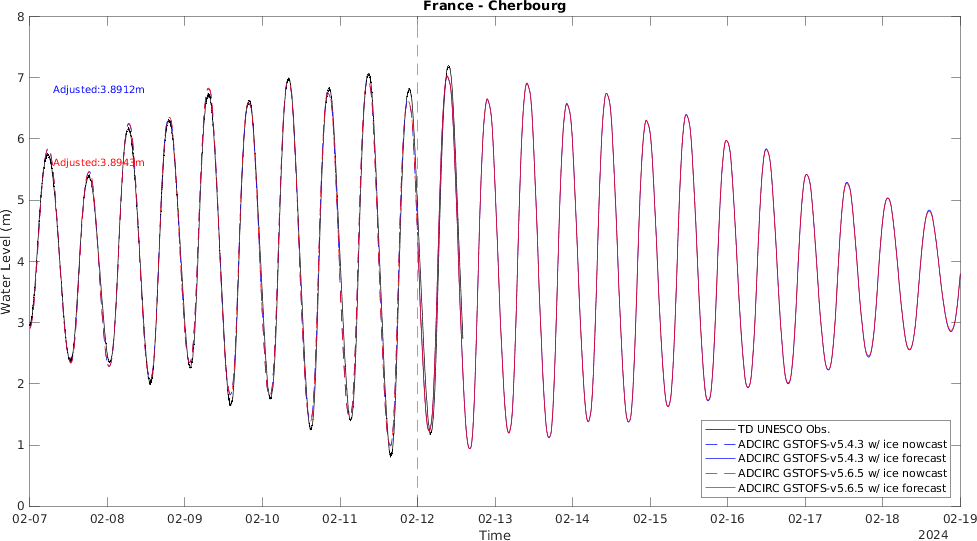 France - Cherbourg
8
7
6
5
4
3
2
1
0
Water Level (m)
Adjusted:3.8912m
Adjusted:3.8943m
TD UNESCO Obs.
ADCIRC GSTOFS-v5.4.3 w/ ice nowcast
ADCIRC GSTOFS-v5.4.3 w/ ice forecast
ADCIRC GSTOFS-v5.6.5 w/ ice nowcast
ADCIRC GSTOFS-v5.6.5 w/ ice forecast
02-07 02-08 02-09 02-10 02-11 02-12 02-13 02-14 02-15 02-16 02-17 02-18 02-19
Time
2024